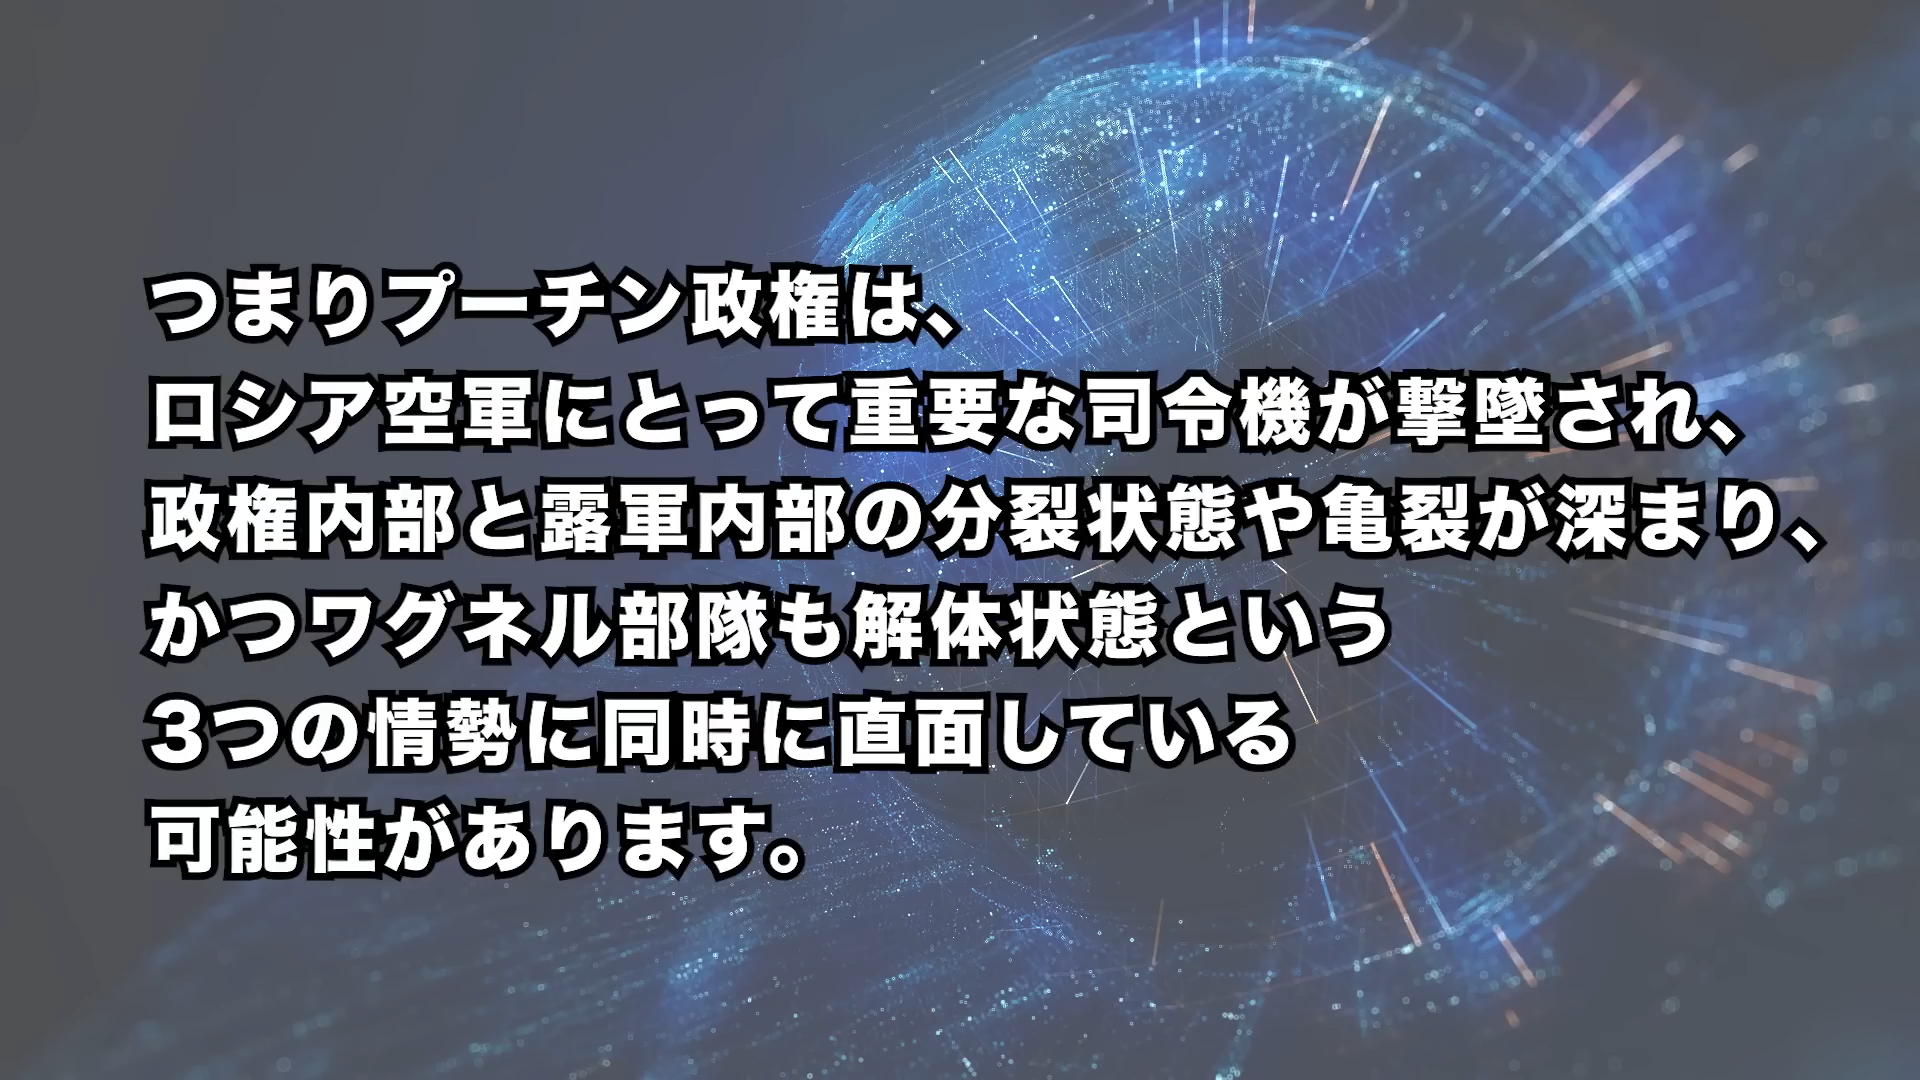 つまりプーチン政権は、
ロシア空軍にとって重要な司令機が撃墜され、
政権内部と露軍内部の分裂状態や亀裂が深まり、
かつワグネル部隊も解体状態という
3つの情勢に同時に直面している
可能性があります。